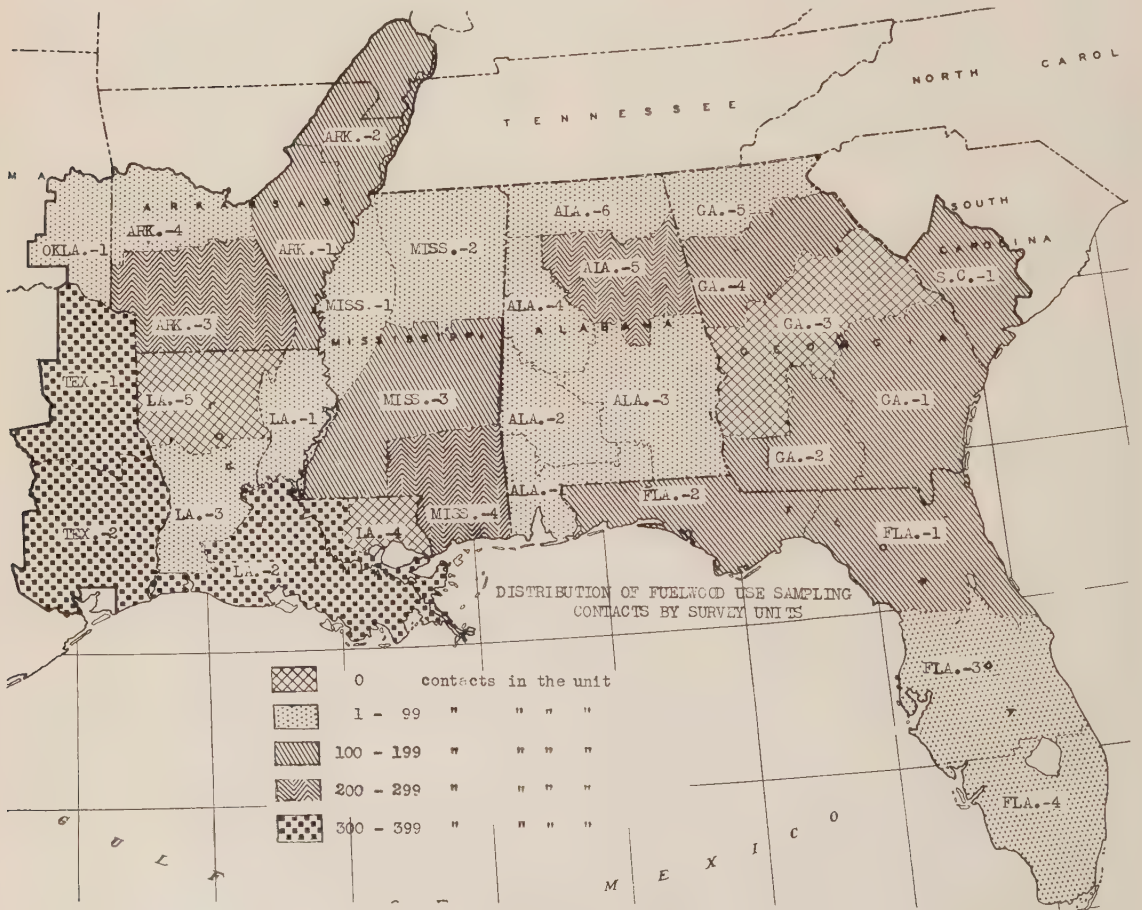 NORTH CAROL
TENNESSEE
M A
ARK.-2
ARKANSAS
SOUTH
CAROLINA
ARK.-4
ALA.-6
GA.-5
OKLA.-1
ARK.-1
MISS.-2
ALA.-5
GA.-4
S.C.-1
MISS.-1
ALA.-4
ARK.-3
MISSISSIPPI
ALABAMA
GA.-3
GEORGIA
TEX.-1
LA.-5
LA.-1
MISS.-3
ALA.-2
ALA.-3
GA.-1
GA.-2
ALA.-
FLA.-2
TEX.-2
LA.-3
MISS.-4
LA.-4
FLA.-1
LA.-2
DISTRIBUTION OF FUELWOOD USE SAMPLING
CONTACTS BY SURVEY UNITS
FLA.-3
0 contacts in the unit
1 - 99 " " " "
100 - 199 " " " "
200 - 299 " " " "
300 - 399 " " " "
FLA.-4
GULF
MEXICO